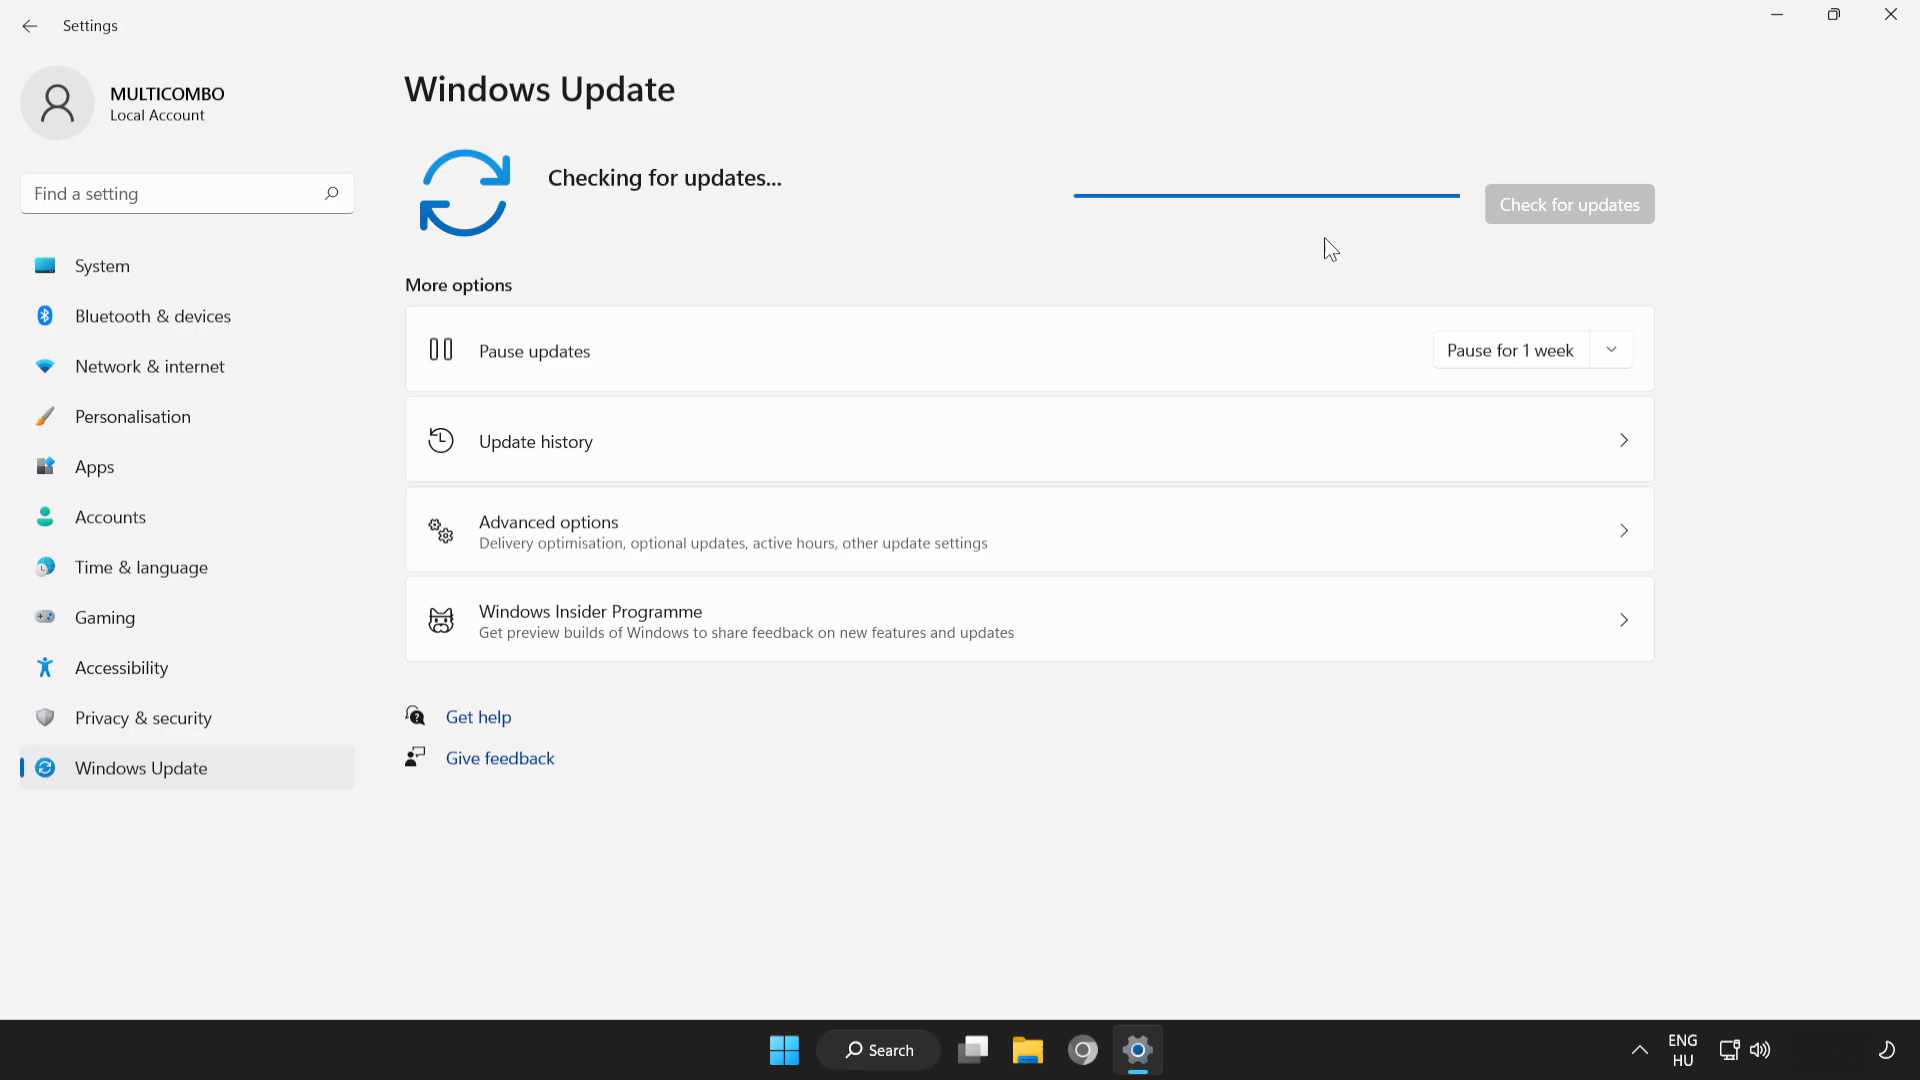 Settings
MULTICOMBO
Local Account
Find a setting
System
Bluetooth & devices
Network & internet
Personalisation
Apps
Accounts
Time & language
Gaming
Accessibility
Privacy & security
Windows Update
Windows Update
Checking for updates...
Check for updates
More options
Pause updates
Pause for 1 week
Update history
Advanced options
Delivery optimisation, optional updates, active hours, other update settings
Windows Insider Programme
Get preview builds of Windows to share feedback on new features and updates
Get help
Give feedback
Search
ENG
HU